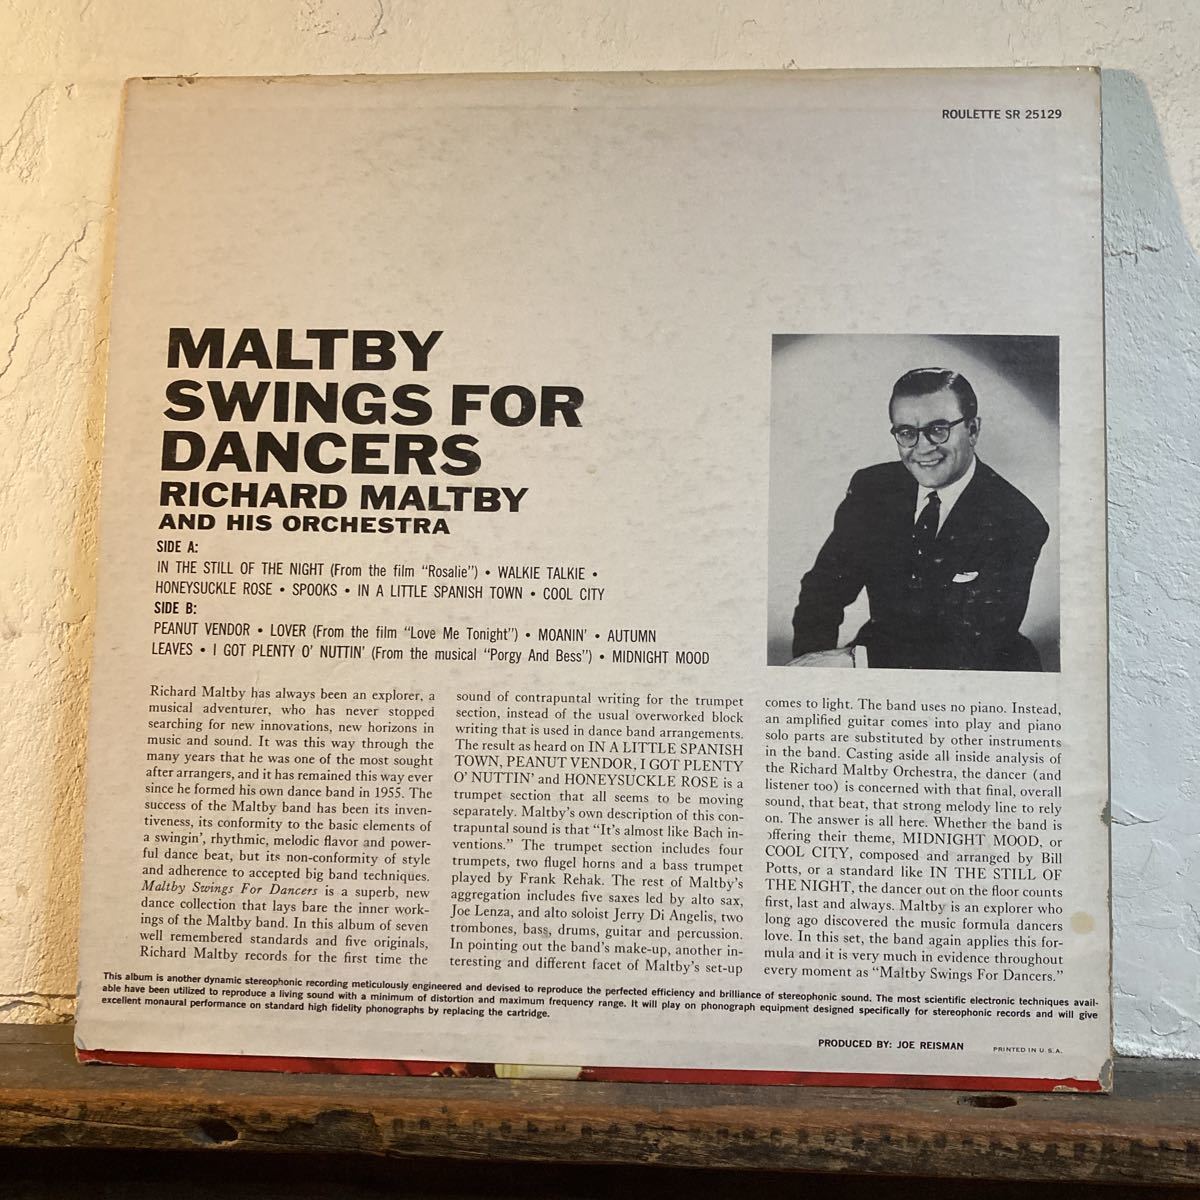 ROULETTE SR 25129
MALTBY
SWINGS FOR
DANCERS
RICHARD MALTBY
AND HIS ORCHESTRA
SIDE A:
IN THE STILL OF THE NIGHT (From the film "Rosalie") • WALKIE TALKIE •
HONEYSUCKLE ROSE • SPOOKS • IN A LITTLE SPANISH TOWN • COOL CITY
SIDE B:
PEANUT VENDOR • LOVER (From the film "Love Me Tonight") • MOANIN' • AUTUMN
LEAVES • I GOT PLENTY O' NUTTIN' (From the musical "Porgy And Bess") • MIDNIGHT MOOD
Richard Maltby has always been an explorer, a
musical adventurer, who has never stopped
searching for new innovations, new horizons in
music and sound. It was this way through the
many years that he was one of the most sought
after arrangers, and it has remained this way ever
since he formed his own dance band in 1955. The
success of the Maltby band has been its inven-
tiveness, its conformity to the basic elements of
a swingin', rhythmic, melodic flavor and power-
ful dance beat, but its non-conformity of style
and adherence to accepted big band techniques.
Maltby Swings For Dancers is a superb, new
dance collection that lays bare the inner work-
ings of the Maltby band. In this album of seven
well remembered standards and five originals,
Richard Maltby records for the first time the
sound of contrapuntal writing for the trumpet
section, instead of the usual overworked block
writing that is used in dance band arrangements.
The result as heard on IN A LITTLE SPANISH
TOWN, PEANUT VENDOR, I GOT PLENTY
O' NUTTIN' and HONEYSUCKLE ROSE is a
trumpet section that all seems to be moving
separately. Maltby's own description of this con-
trapuntal sound is that "It's almost like Bach in-
ventions." The trumpet section includes four
trumpets, two flugel horns and a bass trumpet
played by Frank Rehak. The rest of Maltby's
aggregation includes five saxes led by alto sax,
Joe Lenza, and alto soloist Jerry Di Angelis, two
trombones, bass, drums, guitar and percussion.
In pointing out the band's make-up, another in-
teresting and different facet of Maltby's set-up
comes to light. The band uses no piano. Instead,
an amplified guitar comes into play and piano
solo parts are substituted by other instruments
in the band. Casting aside all inside analysis of
the Richard Maltby Orchestra, the dancer (and
listener too) is concerned with that final, overall
sound, that beat, that strong melody line to rely
on. The answer is all here. Whether the band is
offering their theme, MIDNIGHT MOOD, or
COOL CITY, composed and arranged by Bill
Potts, or a standard like IN THE STILL OF
THE NIGHT, the dancer out on the floor counts
first, last and always. Maltby is an explorer who
long ago discovered the music formula dancers
love. In this set, the band again applies this for-
mula and it is very much in evidence throughout
every moment as "Maltby Swings For Dancers."
This album is another dynamic stereophonic recording meticulously engineered and devised to reproduce the perfected efficiency and brilliance of stereophonic sound. The most scientific electronic techniques avail-
able have been utilized to reproduce a living sound with a minimum of distortion and maximum frequency range. It will play on phonograph equipment designed specifically for stereophonic records and will give
excellent monaural performance on standard high fidelity phonographs by replacing the cartridge.
PRODUCED BY: JOE REISMAN
PRINTED IN U.S.A.